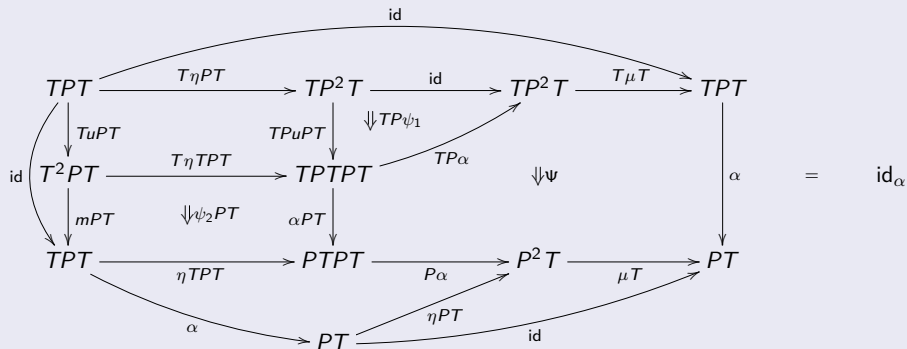 id
TPT TηPT TP²T id TP²T TμT TPT
TuPT TPuPT ⇓TPψ₁ TPα
id T²PT TηTPT TPTPT ⇓Ψ α = id_α
mPT ⇓ψ₂PT αPT
TPT ηTPT PTPT Pα P²T μT PT
α ηPT id
PT